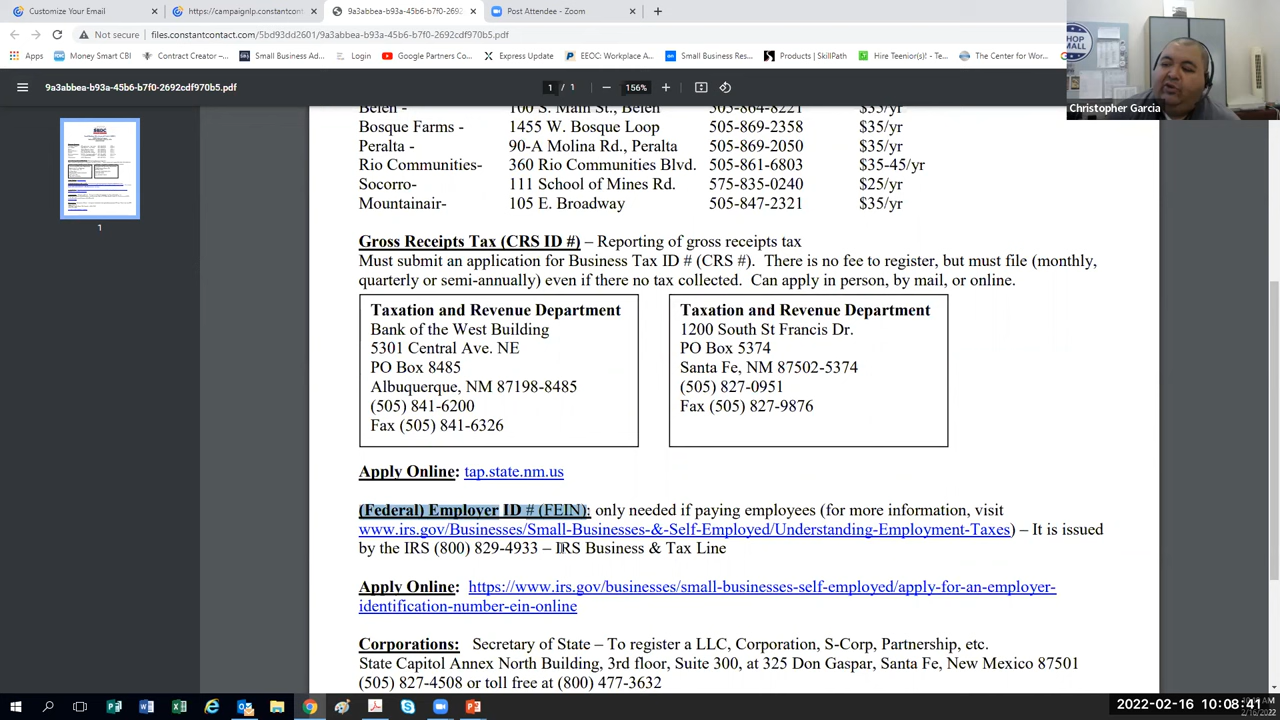 Customize Your Email
https://campaignlp.constantcont
9a3abbea-b93a-45b6-b7f0-2692
Post Attendee - Zoom
Not secure
files.constantcontact.com/5bd93dd2601/9a3abbea-b93a-45b6-b7f0-2692cdf970b5.pdf
Apps
Money Smart CBI
Contract Creator –...
Small Business Ad...
Login
Google Partners Co...
Express Update
EEOC: Workplace A...
Small Business Res...
Products | SkillPath
Hire Teenior(s)! - Te...
The Center for Wor...
9a3abbea-b93a-45b6-b7f0-2692cdf970b5.pdf
1 / 1
156%
SHOP
SMALL
Christopher Garcia
1
Belen - 100 S. Main St., Belen 505-864-8221 $35/yr
Bosque Farms - 1455 W. Bosque Loop 505-869-2358 $35/yr
Peralta - 90-A Molina Rd., Peralta 505-869-2050 $35/yr
Rio Communities- 360 Rio Communities Blvd. 505-861-6803 $35-45/yr
Socorro- 111 School of Mines Rd. 575-835-0240 $25/yr
Mountainair- 105 E. Broadway 505-847-2321 $35/yr
Gross Receipts Tax (CRS ID #) – Reporting of gross receipts tax
Must submit an application for Business Tax ID # (CRS #). There is no fee to register, but must file (monthly,
quarterly or semi-annually) even if there no tax collected. Can apply in person, by mail, or online.
Taxation and Revenue Department
Bank of the West Building
5301 Central Ave. NE
PO Box 8485
Albuquerque, NM 87198-8485
(505) 841-6200
Fax (505) 841-6326
Taxation and Revenue Department
1200 South St Francis Dr.
PO Box 5374
Santa Fe, NM 87502-5374
(505) 827-0951
Fax (505) 827-9876
Apply Online: tap.state.nm.us
(Federal) Employer ID # (FEIN): only needed if paying employees (for more information, visit
www.irs.gov/Businesses/Small-Businesses-&-Self-Employed/Understanding-Employment-Taxes) – It is issued
by the IRS (800) 829-4933 – IRS Business & Tax Line
Apply Online: https://www.irs.gov/businesses/small-businesses-self-employed/apply-for-an-employer-
identification-number-ein-online
Corporations: Secretary of State – To register a LLC, Corporation, S-Corp, Partnership, etc.
State Capitol Annex North Building, 3rd floor, Suite 300, at 325 Don Gaspar, Santa Fe, New Mexico 87501
(505) 827-4508 or toll free at (800) 477-3632
2022-02-16 10:08:41